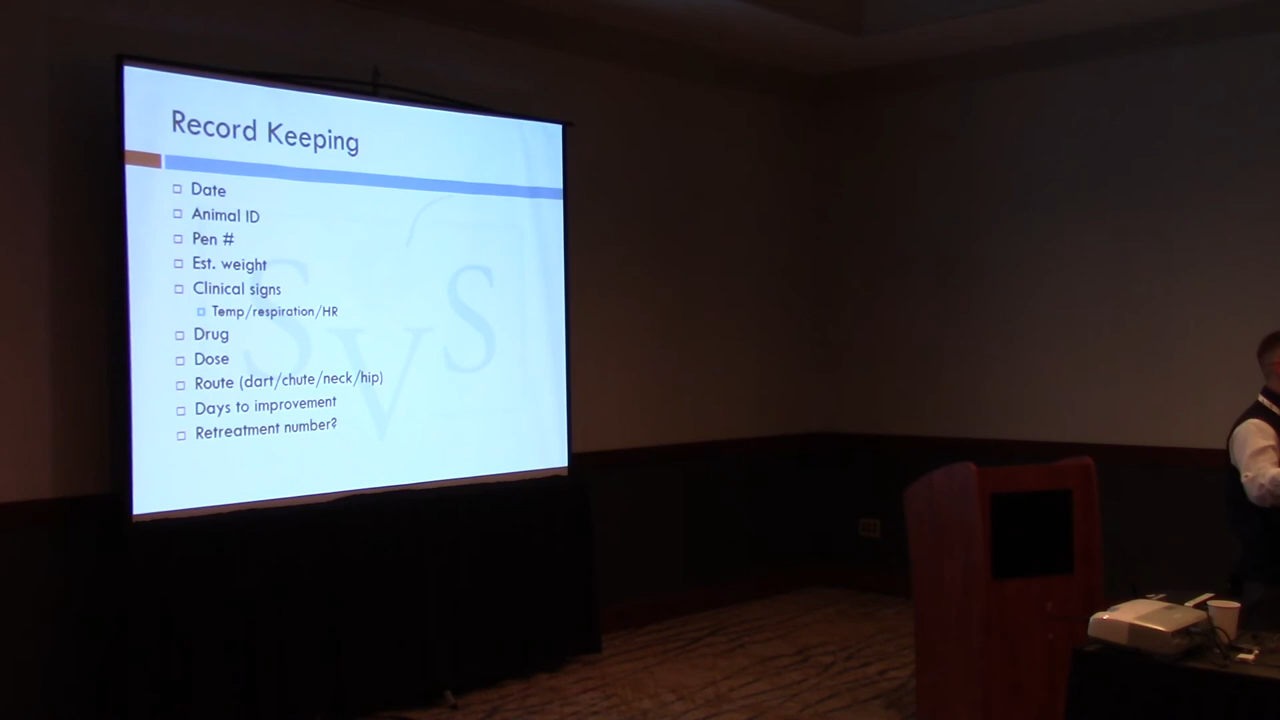 Record Keeping
Date
Animal ID
Pen #
Est. weight
Clinical signs
Temp/respiration/HR
Drug
Dose
Route (dart/chute/neck/hip)
Days to improvement
Retreatment number?
SVS